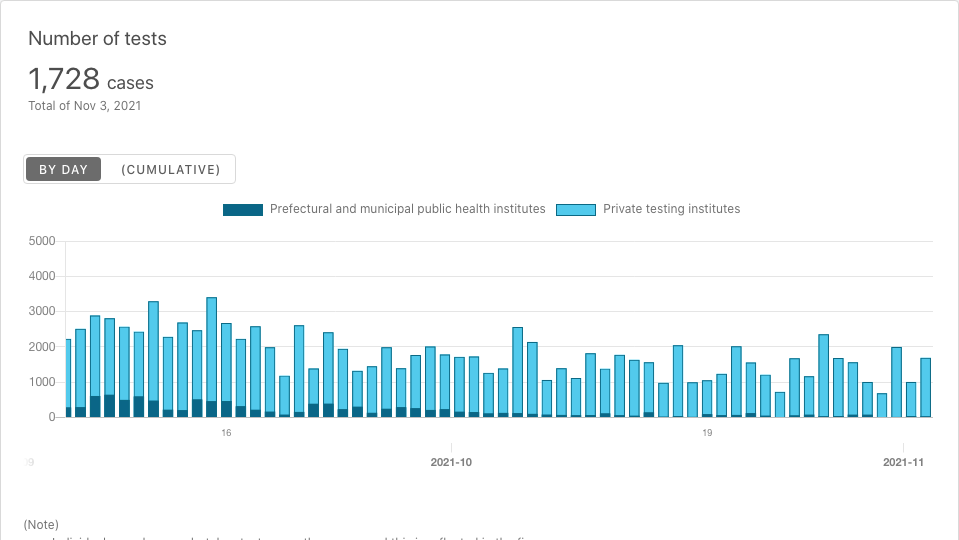 Number of tests
1,728 cases
Total of Nov 3, 2021
BY DAY (CUMULATIVE)
Prefectural and municipal public health institutes Private testing institutes
5000
4000
3000
2000
1000
0
16 19
9 2021-10 2021-11
(Note)